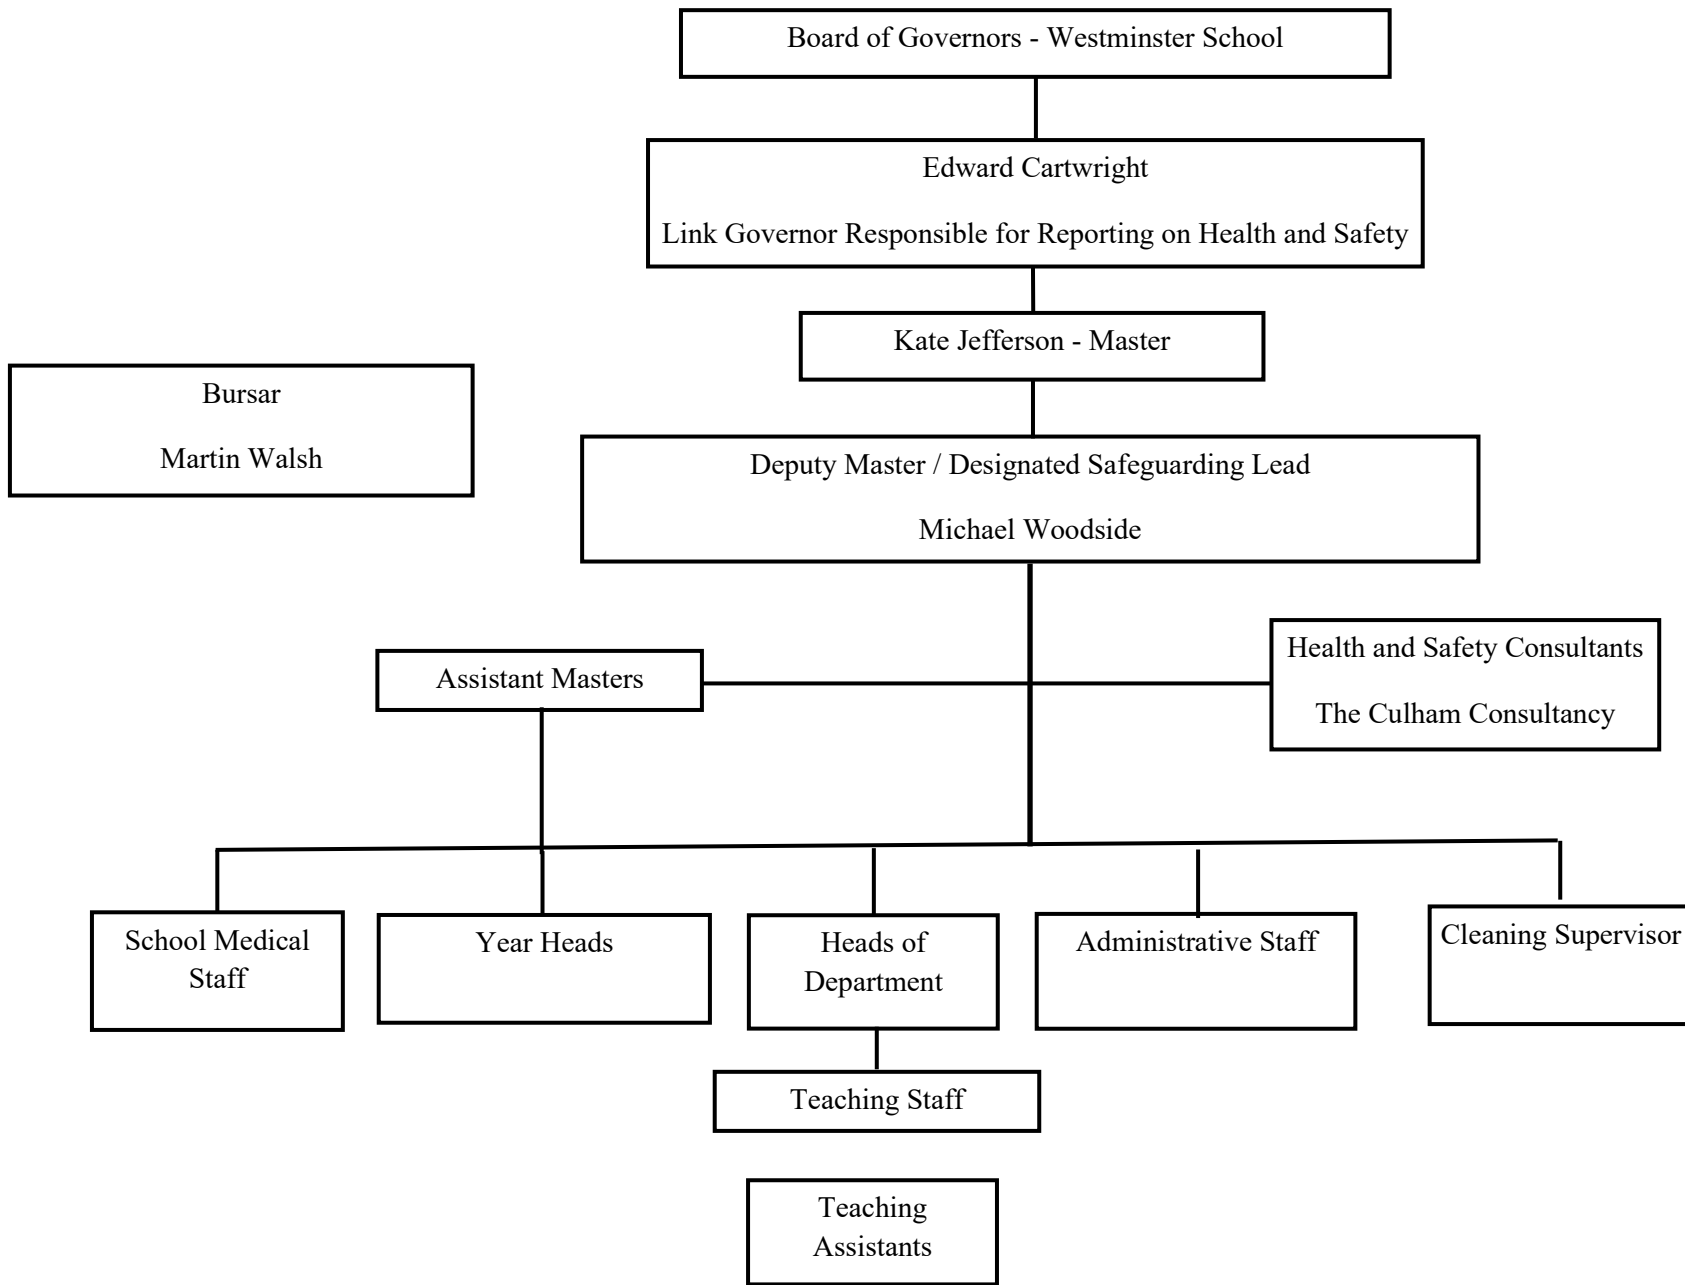 Board of Governors - Westminster School
Edward Cartwright
Link Governor Responsible for Reporting on Health and Safety
Kate Jefferson - Master
Bursar
Martin Walsh
Deputy Master / Designated Safeguarding Lead
Michael Woodside
Assistant Masters
Health and Safety Consultants
The Culham Consultancy
School Medical
Staff
Year Heads
Heads of
Department
Administrative Staff
Cleaning Supervisor
Teaching Staff
Teaching
Assistants